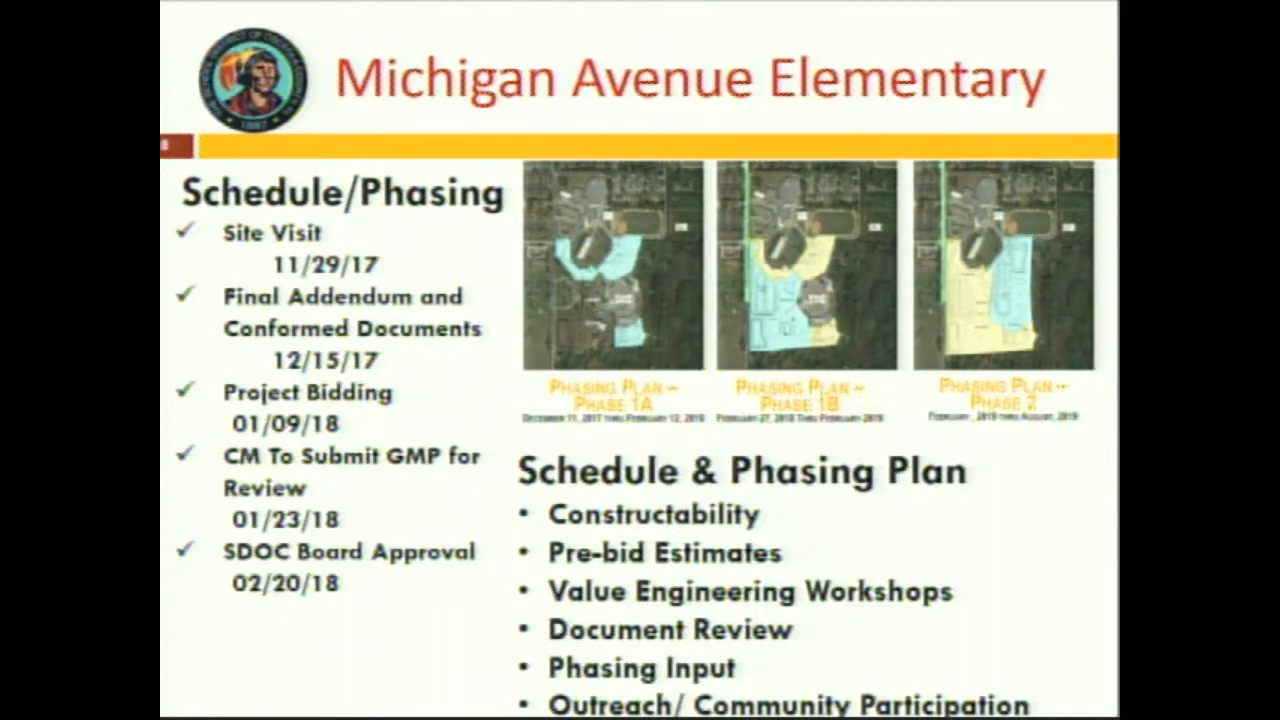 Michigan Avenue Elementary
8
Schedule/Phasing
✓ Site Visit
11/29/17
✓ Final Addendum and
Conformed Documents
12/15/17
✓ Project Bidding
01/09/18
✓ CM To Submit GMP for
Review
01/23/18
✓ SDOC Board Approval
02/20/18
PHASING PLAN –
PHASE 1A
PHASING PLAN –
PHASE 1B
PHASING PLAN –
PHASE 2
Schedule & Phasing Plan
• Constructability
• Pre-bid Estimates
• Value Engineering Workshops
• Document Review
• Phasing Input
• Outreach/ Community Participation